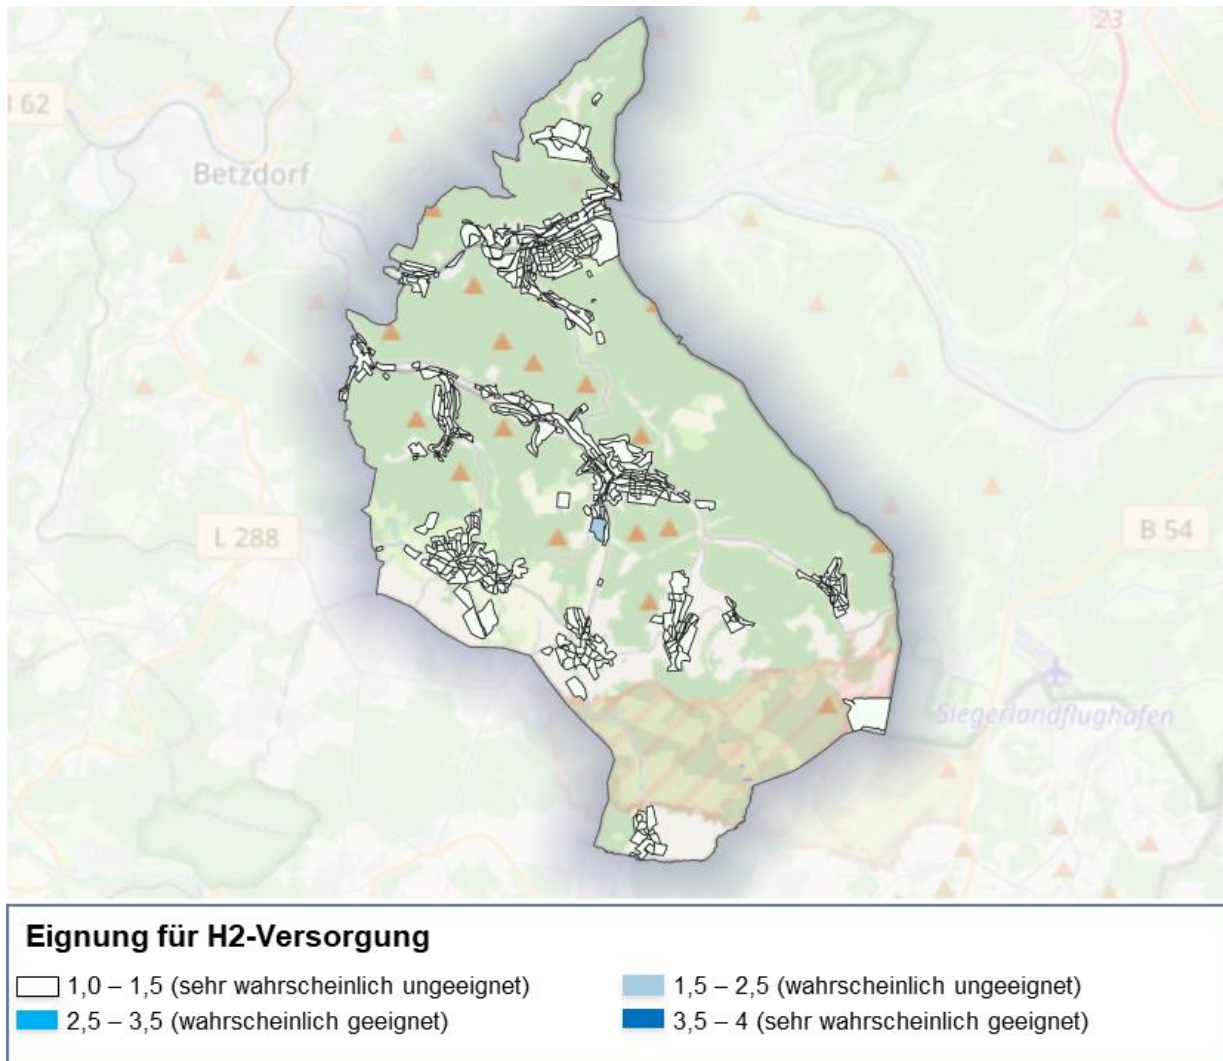 23
B 62
Betzdorf
L 288
B 54
Siegerlandflughafen
Eignung für H2-Versorgung
1,0 – 1,5 (sehr wahrscheinlich ungeeignet)
1,5 – 2,5 (wahrscheinlich ungeeignet)
2,5 – 3,5 (wahrscheinlich geeignet)
3,5 – 4 (sehr wahrscheinlich geeignet)